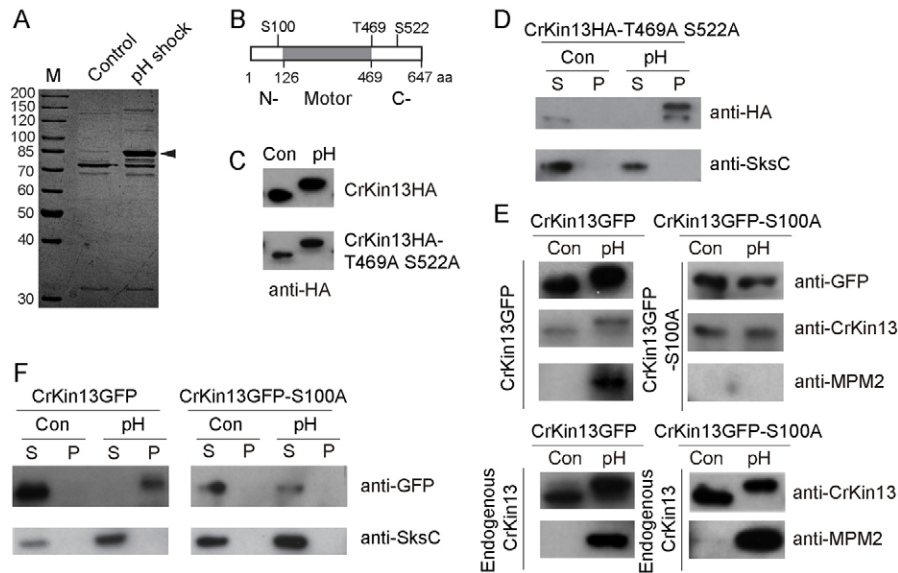 A
Control
pH shock
M
200
150
120
100
85
70
60
50
40
30
B
S100 T469 S522
1 126 469 647 aa
N- Motor C-
C
Con pH
CrKin13HA
CrKin13HA-
T469A S522A
anti-HA
D
CrKin13HA-T469A S522A
Con pH
S P S P
anti-HA
anti-SksC
E
CrKin13GFP CrKin13GFP-S100A
Con pH Con pH
CrKin13GFP
CrKin13GFP
-S100A
anti-GFP
anti-CrKin13
anti-MPM2
CrKin13GFP CrKin13GFP-S100A
Con pH Con pH
Endogenous
CrKin13
Endogenous
CrKin13
anti-CrKin13
anti-MPM2
F
CrKin13GFP CrKin13GFP-S100A
Con pH Con pH
S P S P S P S P
anti-GFP
anti-SksC